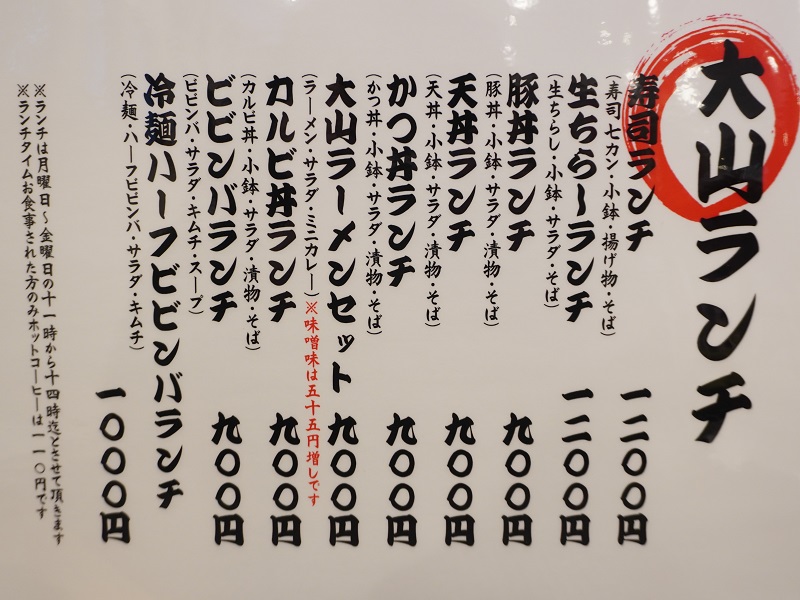 大山ランチ
寿司ランチ
一二〇〇円
(寿司七カン・小鉢・揚げ物・そば)
生ちらしランチ
一二〇〇円
(生ちらし・小鉢・サラダ・そば)
豚丼ランチ
九〇〇円
(豚丼・小鉢・サラダ・漬物・そば)
天丼ランチ
九〇〇円
(天丼・小鉢・サラダ・漬物・そば)
かつ丼ランチ
九〇〇円
(かつ丼・小鉢・サラダ・漬物・そば)
大山ラーメンセット
九〇〇円
(ラーメン・サラダ・ミニカレー)※味噌味は五十五円増しです
カルビ丼ランチ
九〇〇円
(カルビ丼・小鉢・サラダ・漬物・そば)
ビビンバランチ
九〇〇円
(ビビンバ・サラダ・キムチ・スープ)
冷麺ハーフビビンバランチ
一〇〇〇円
(冷麺・ハーフビビンバ・サラダ・キムチ)
※ランチは月曜日〜金曜日の十一時から十四時迄とさせて頂きます
※ランチタイムお食事された方のみホットコーヒーは一一〇円です